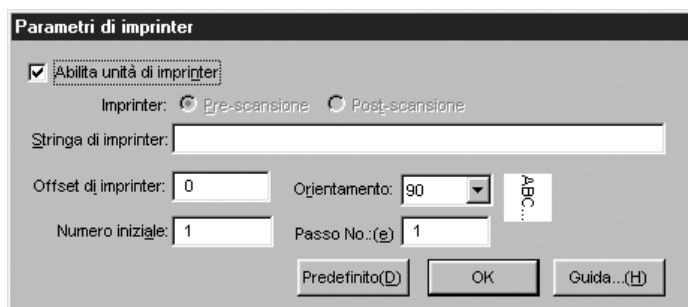 Parametri di imprinter
Abilita unità di imprinter
Imprinter: Pre-scansione Post-scansione
Stringa di imprinter:
Offset di imprinter: 0 Orientamento: 90 ABC...
Numero iniziale: 1 Passo No.:(e) 1
Predefinito(D) OK Guida...(H)